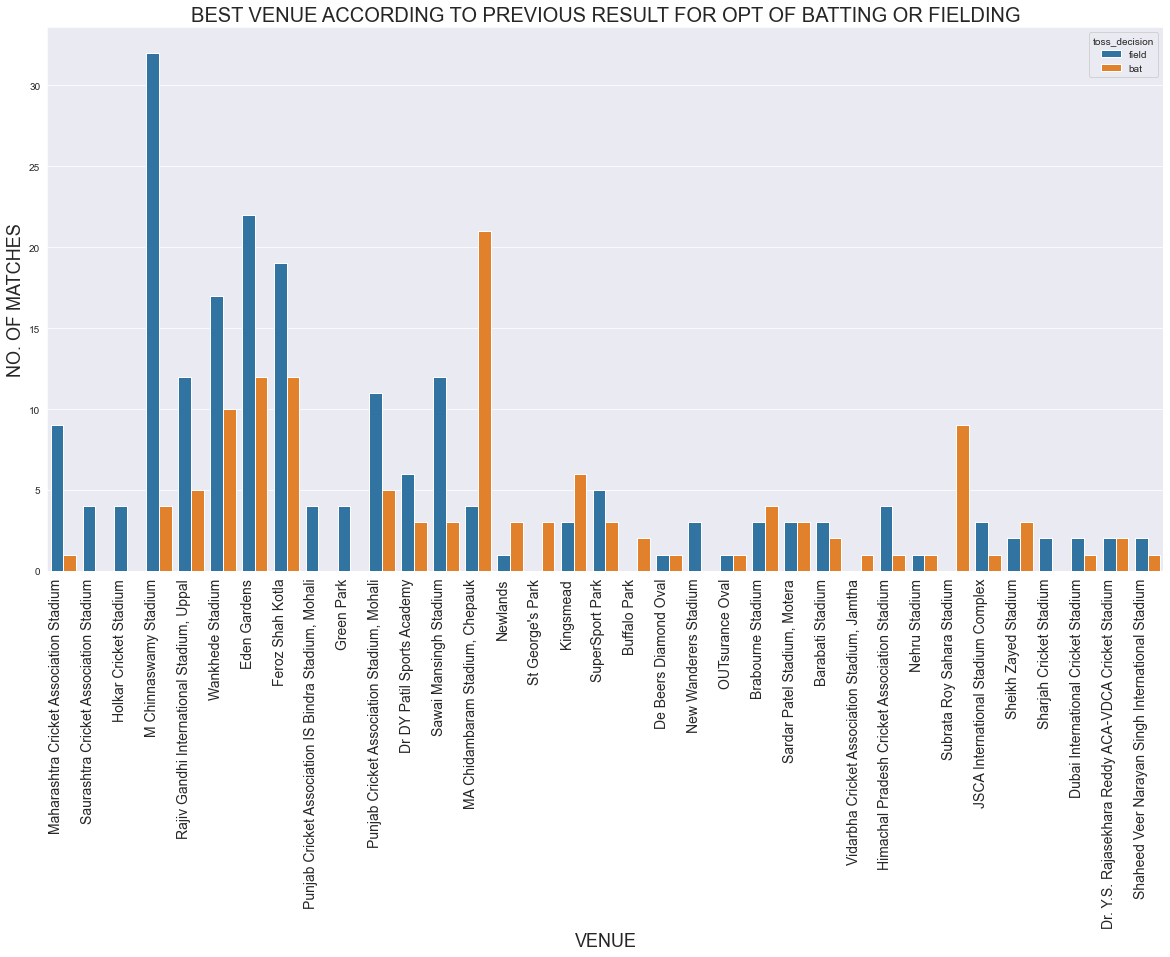 BEST VENUE ACCORDING TO PREVIOUS RESULT FOR OPT OF BATTING OR FIELDING
toss_decision
field
bat
NO. OF MATCHES
30
25
20
15
10
5
0
Maharashtra Cricket Association Stadium
Saurashtra Cricket Association Stadium
Holkar Cricket Stadium
M Chinnaswamy Stadium
Rajiv Gandhi International Stadium, Uppal
Wankhede Stadium
Eden Gardens
Feroz Shah Kotla
Punjab Cricket Association IS Bindra Stadium, Mohali
Green Park
Punjab Cricket Association Stadium, Mohali
Dr DY Patil Sports Academy
Sawai Mansingh Stadium
MA Chidambaram Stadium, Chepauk
Newlands
St George's Park
Kingsmead
SuperSport Park
Buffalo Park
De Beers Diamond Oval
New Wanderers Stadium
OUTsurance Oval
Brabourne Stadium
Sardar Patel Stadium, Motera
Barabati Stadium
Vidarbha Cricket Association Stadium, Jamtha
Himachal Pradesh Cricket Association Stadium
Nehru Stadium
Subrata Roy Sahara Stadium
JSCA International Stadium Complex
Sheikh Zayed Stadium
Sharjah Cricket Stadium
Dubai International Cricket Stadium
Dr. Y.S. Rajasekhara Reddy ACA-VDCA Cricket Stadium
Shaheed Veer Narayan Singh International Stadium
VENUE